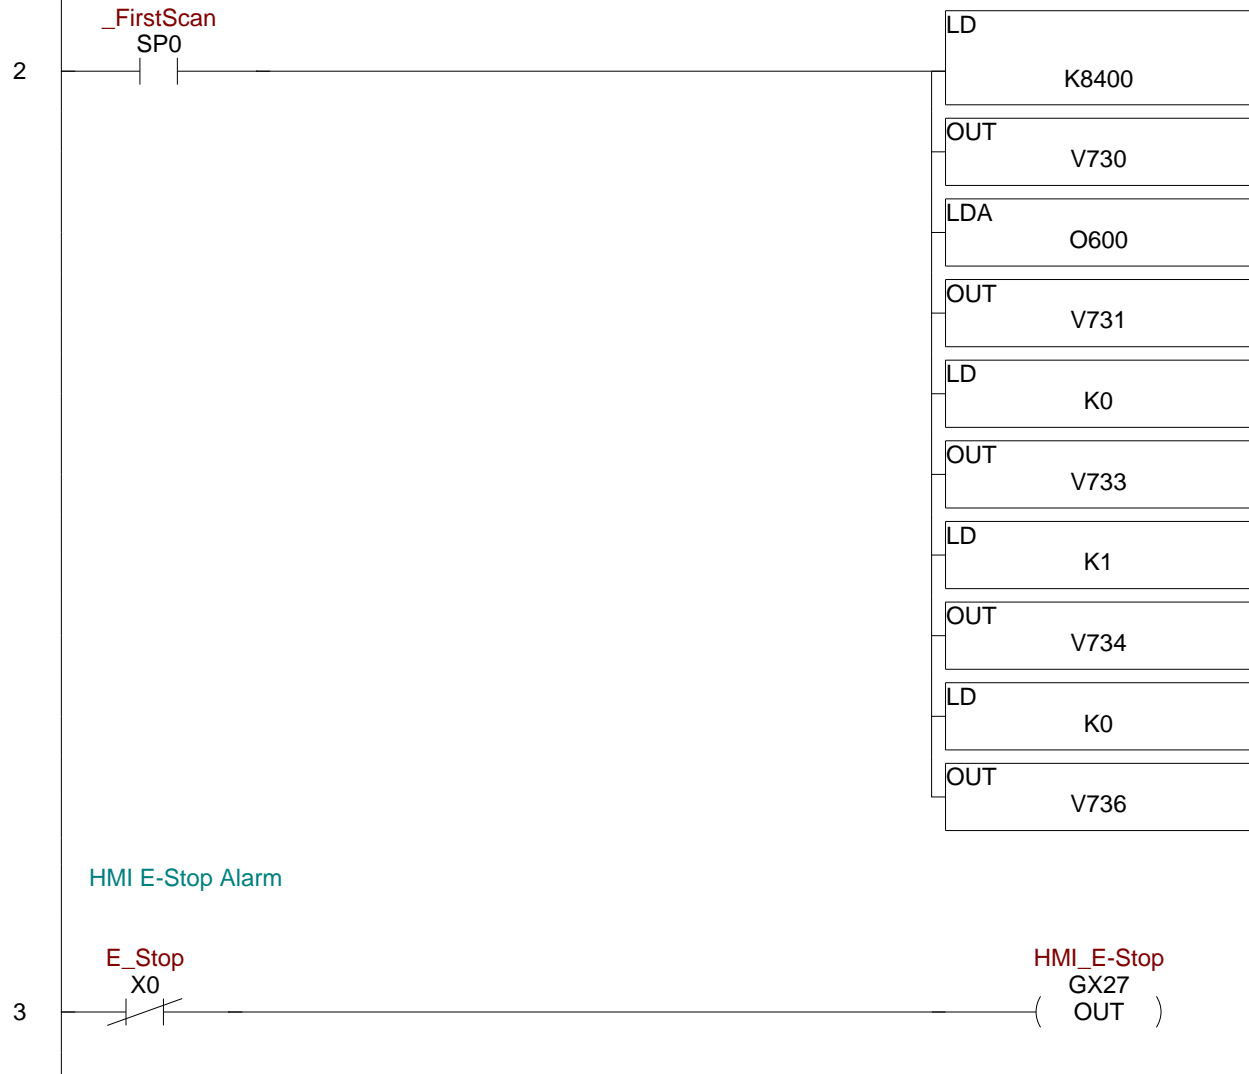 _FirstScan
SP0
2
LD
K8400
OUT
V730
LDA
O600
OUT
V731
LD
K0
OUT
V733
LD
K1
OUT
V734
LD
K0
OUT
V736
HMI E-Stop Alarm
E_Stop
X0
3
HMI_E-Stop
GX27
( OUT )